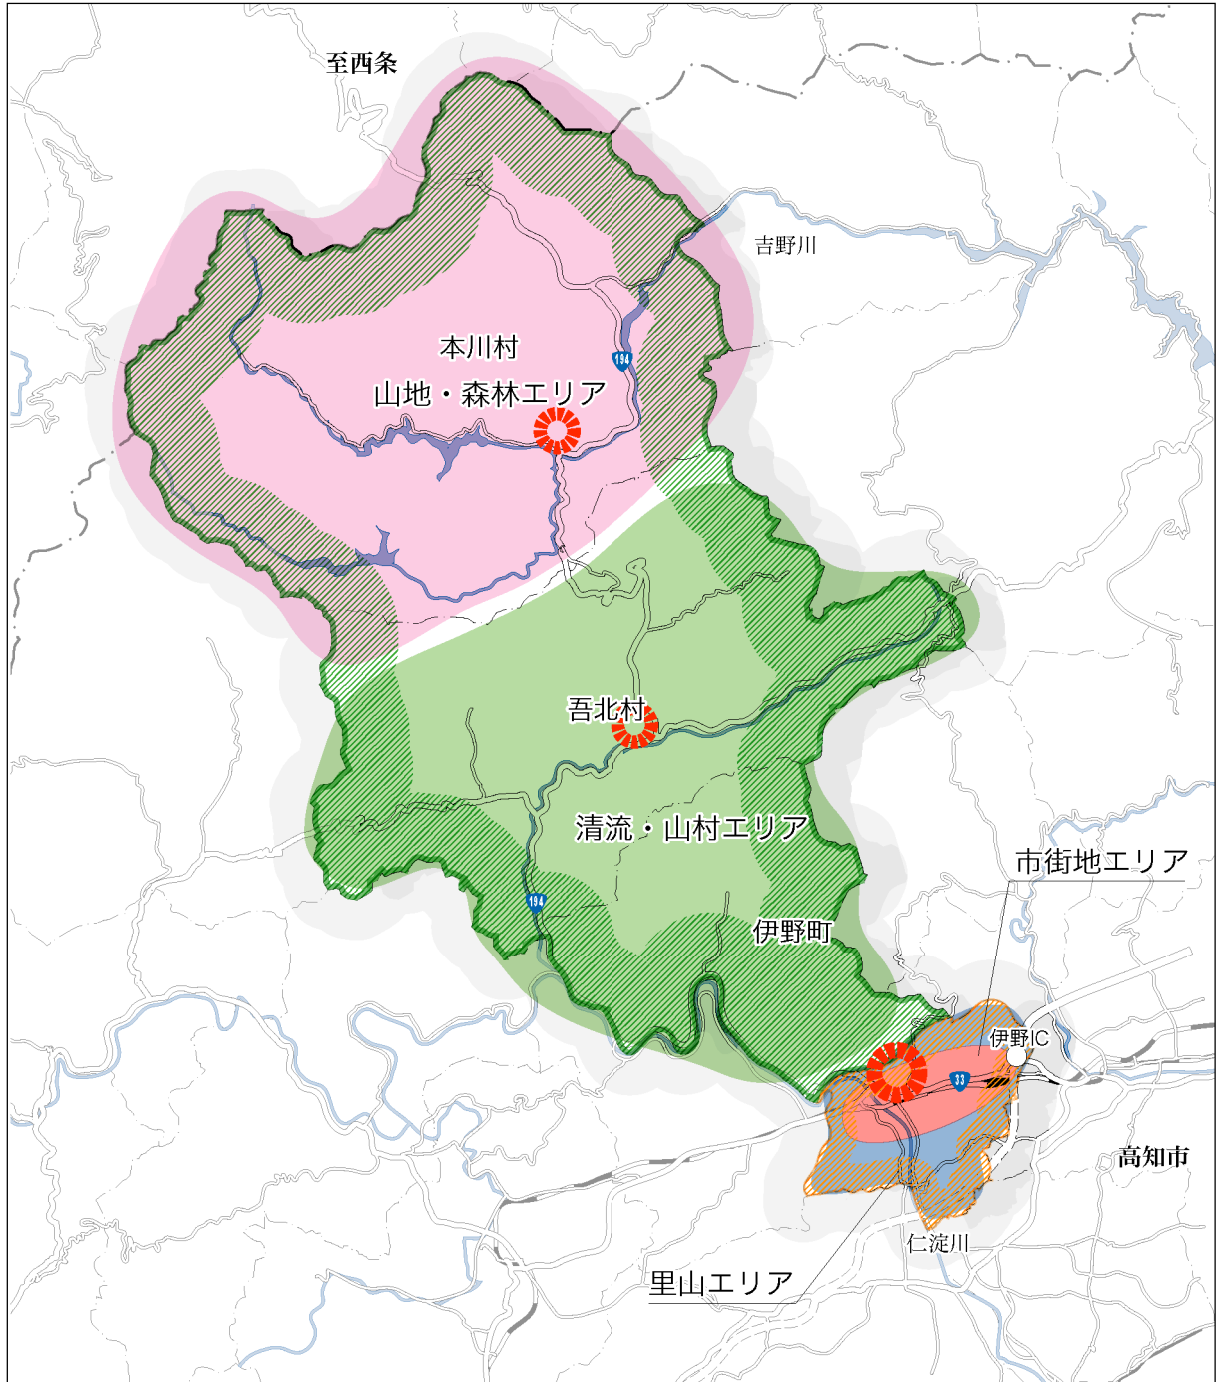 至西条
吉野川
本川村
194
山地・森林エリア
吾北村
清流・山村エリア
市街地エリア
194
伊野町
伊野IC
33
高知市
仁淀川
里山エリア